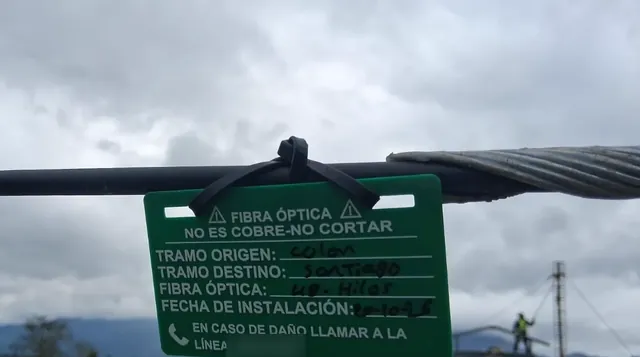 FIBRA ÓPTICA
NO ES COBRE-NO CORTAR
TRAMO ORIGEN: colon
TRAMO DESTINO: Santiago
FIBRA ÓPTICA: Hilos
FECHA DE INSTALACIÓN:
EN CASO DE DAÑO LLAMAR A LA
LÍNEA